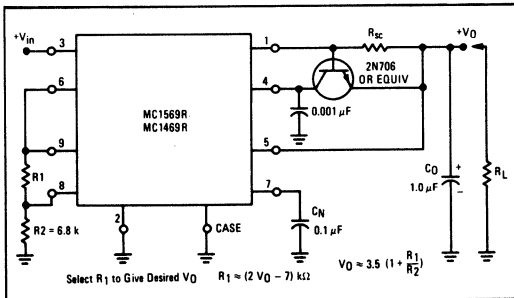 +Vin
3
1
Rsc
+VO
2N706
OR EQUIV
6
4
MC1569R
MC1469R
0.001 µF
9
5
R1
8
7
CO
+
1.0 µF
−
RL
R2 = 6.8 k
2
CASE
CN
0.1 µF
Select R1 to Give Desired VO R1 ≈ (2 VO − 7) kΩ
VO ≈ 3.5 (1 + R1/R2)